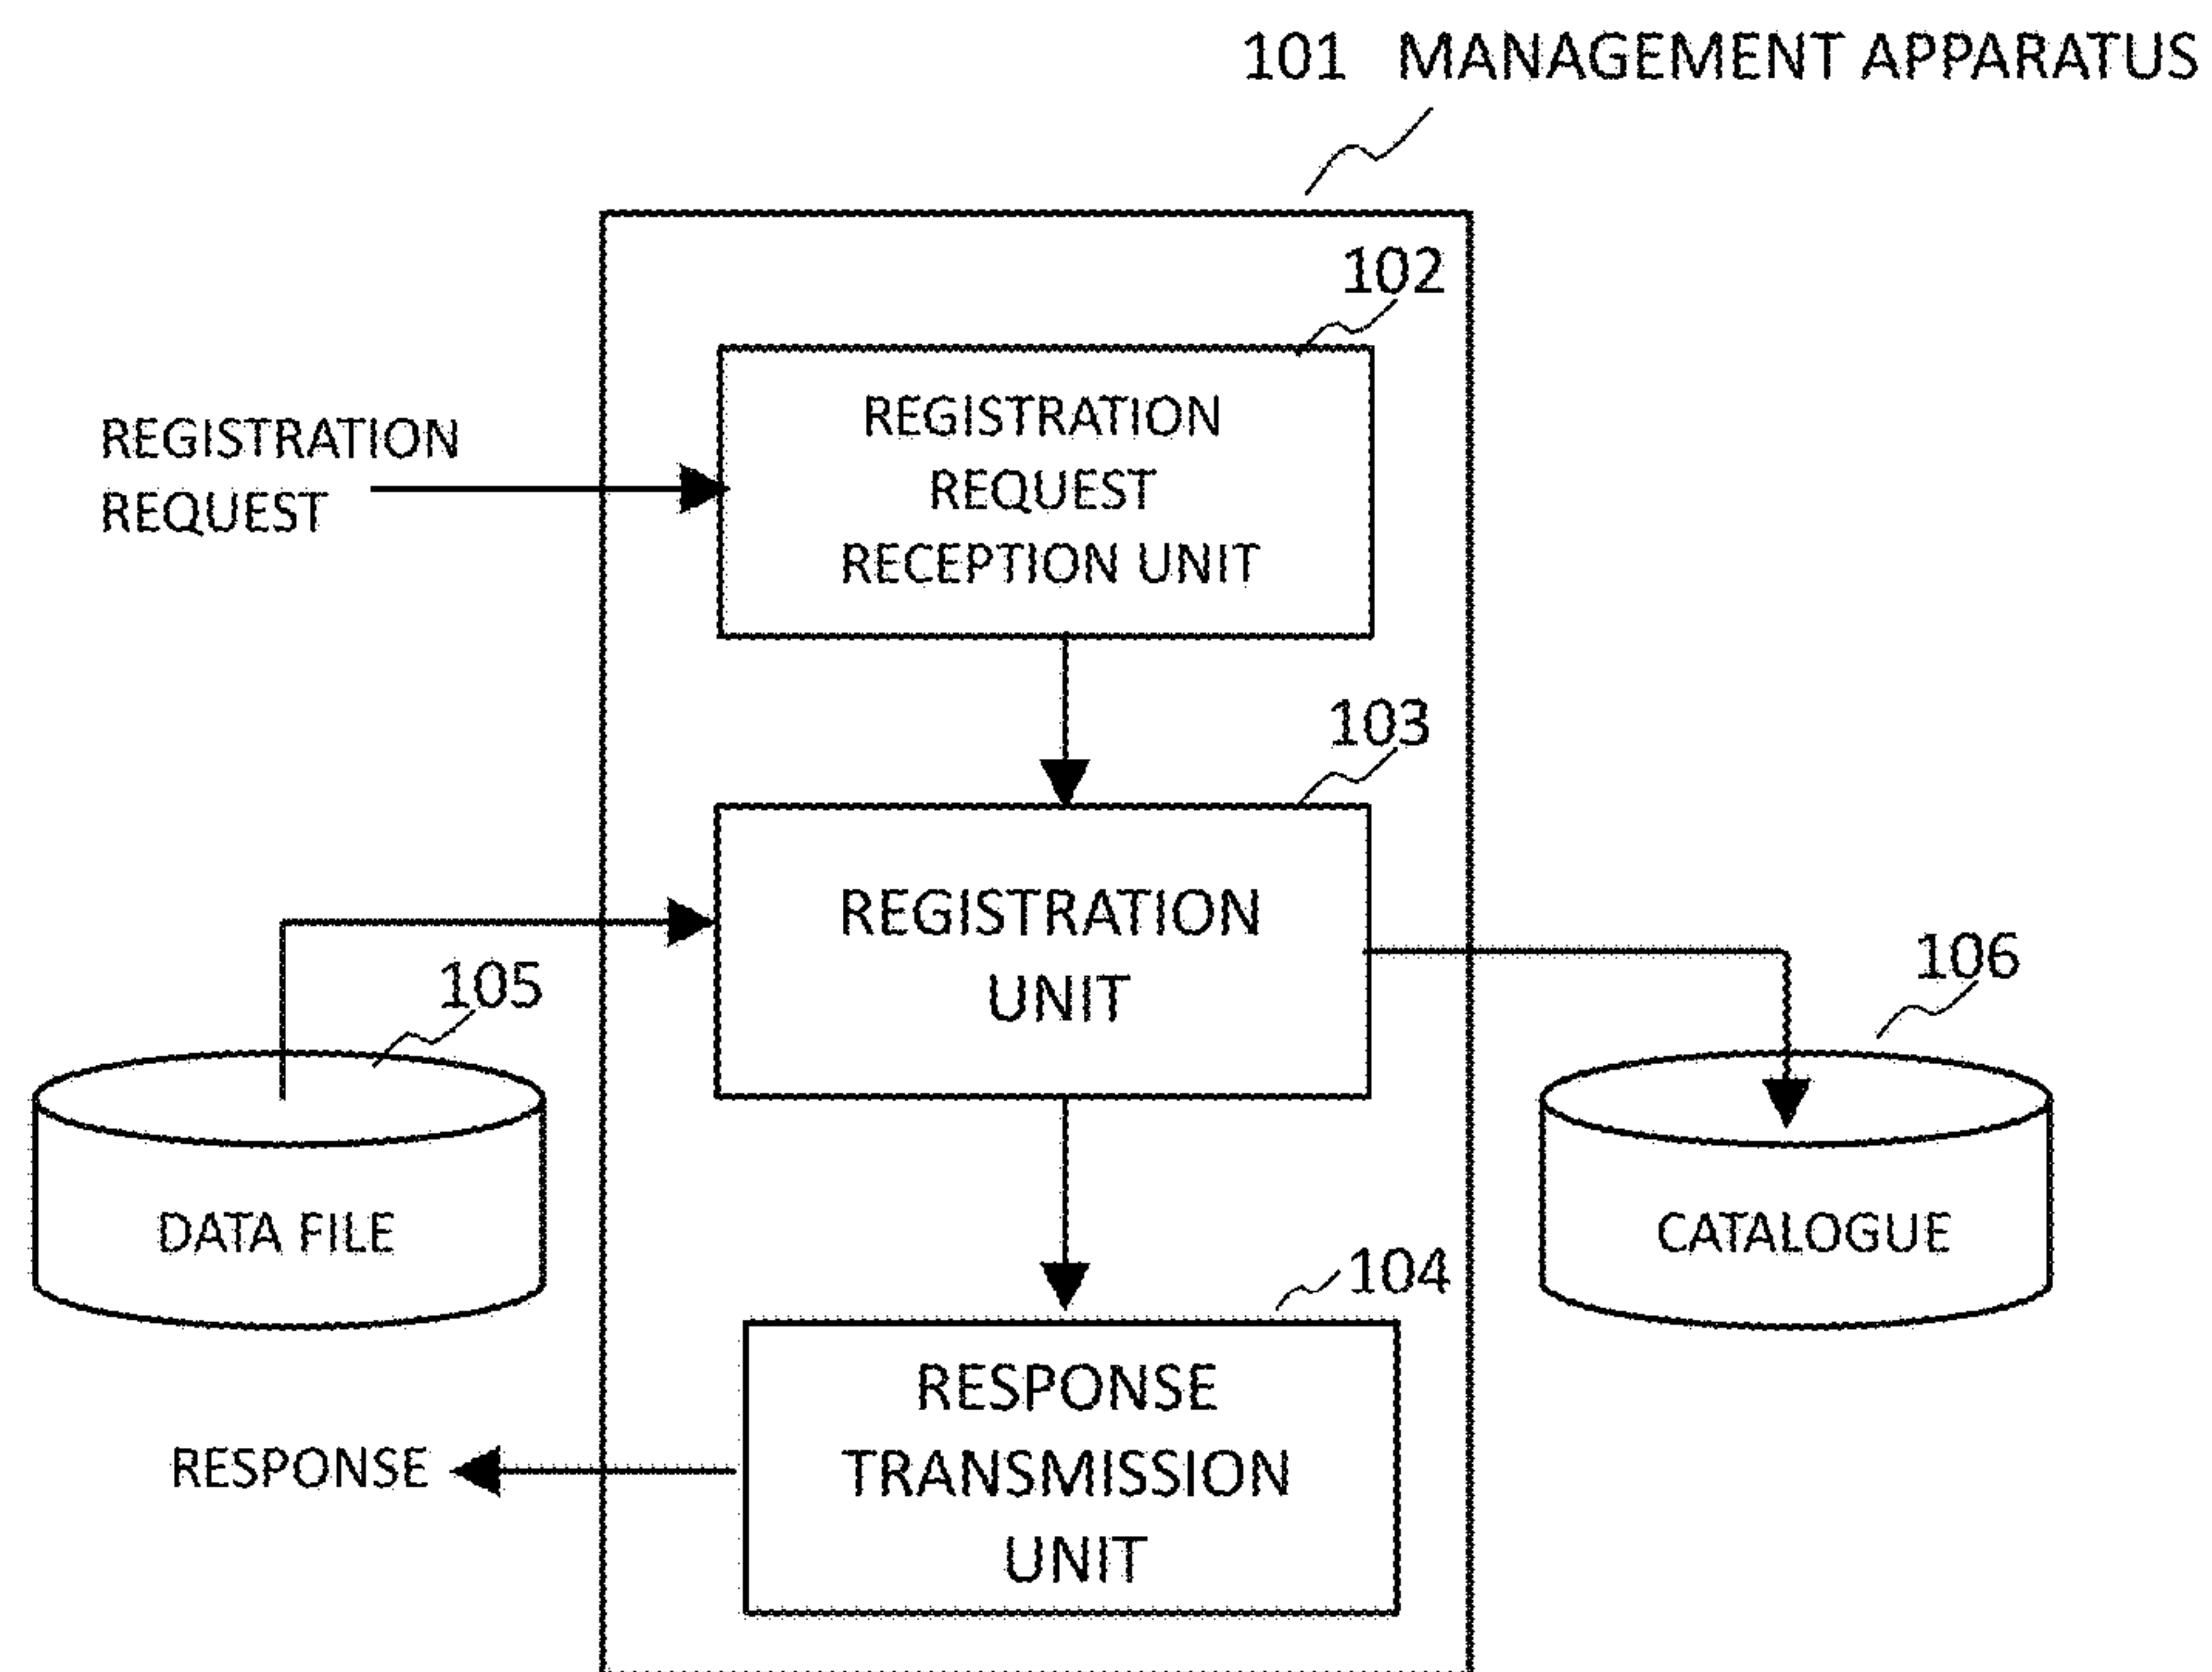 101 MANAGEMENT APPARATUS
102
REGISTRATION
REQUEST
REGISTRATION
REQUEST
RECEPTION UNIT
103
REGISTRATION
UNIT
105
DATA FILE
106
CATALOGUE
104
RESPONSE
TRANSMISSION
UNIT
RESPONSE